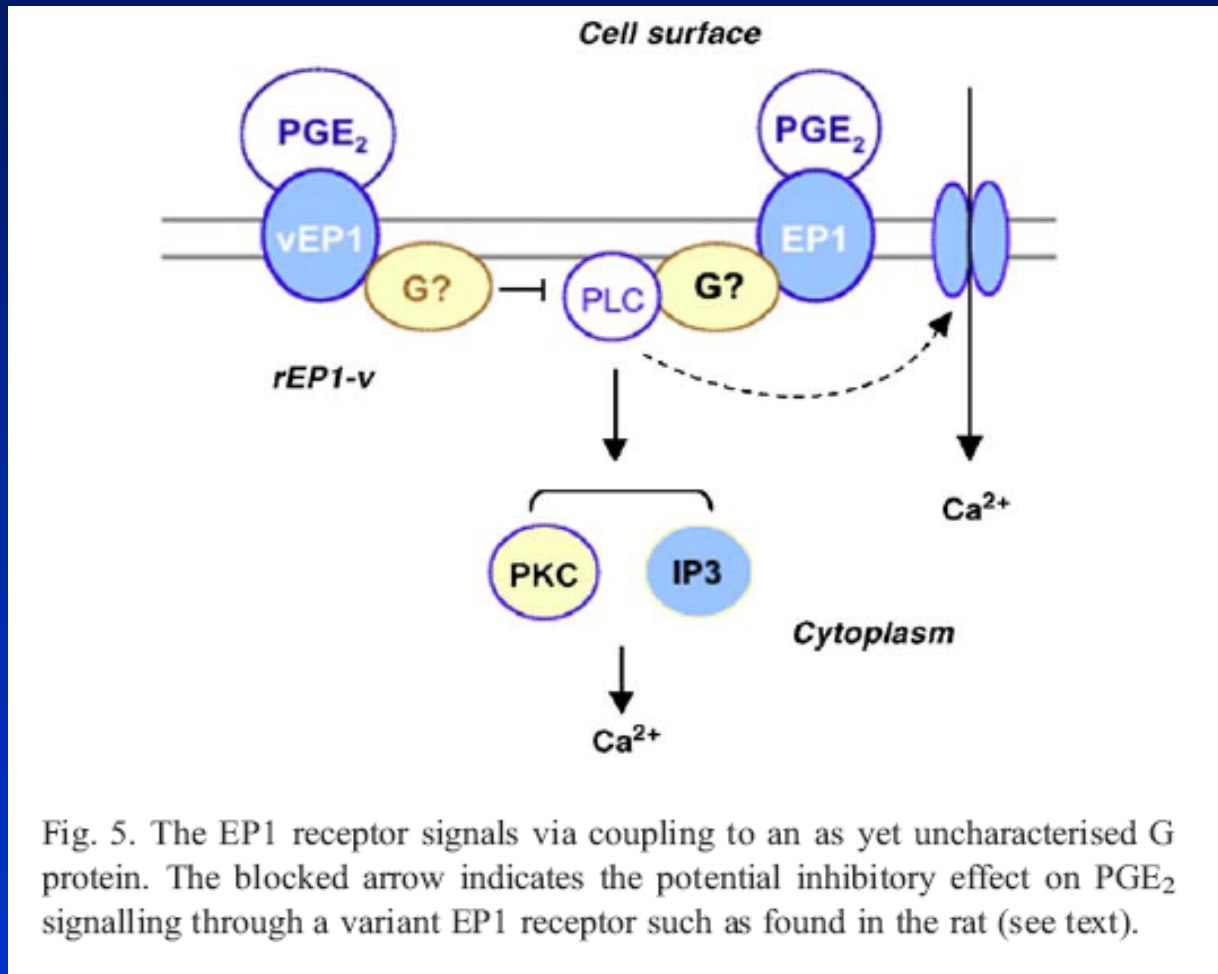 Cell surface
PGE₂
PGE₂
vEP1
EP1
G?
PLC
G?
rEP1-v
PKC
IP3
Ca²⁺
Cytoplasm
Ca²⁺
Fig. 5. The EP1 receptor signals via coupling to an as yet uncharacterised G
protein. The blocked arrow indicates the potential inhibitory effect on PGE₂
signalling through a variant EP1 receptor such as found in the rat (see text).